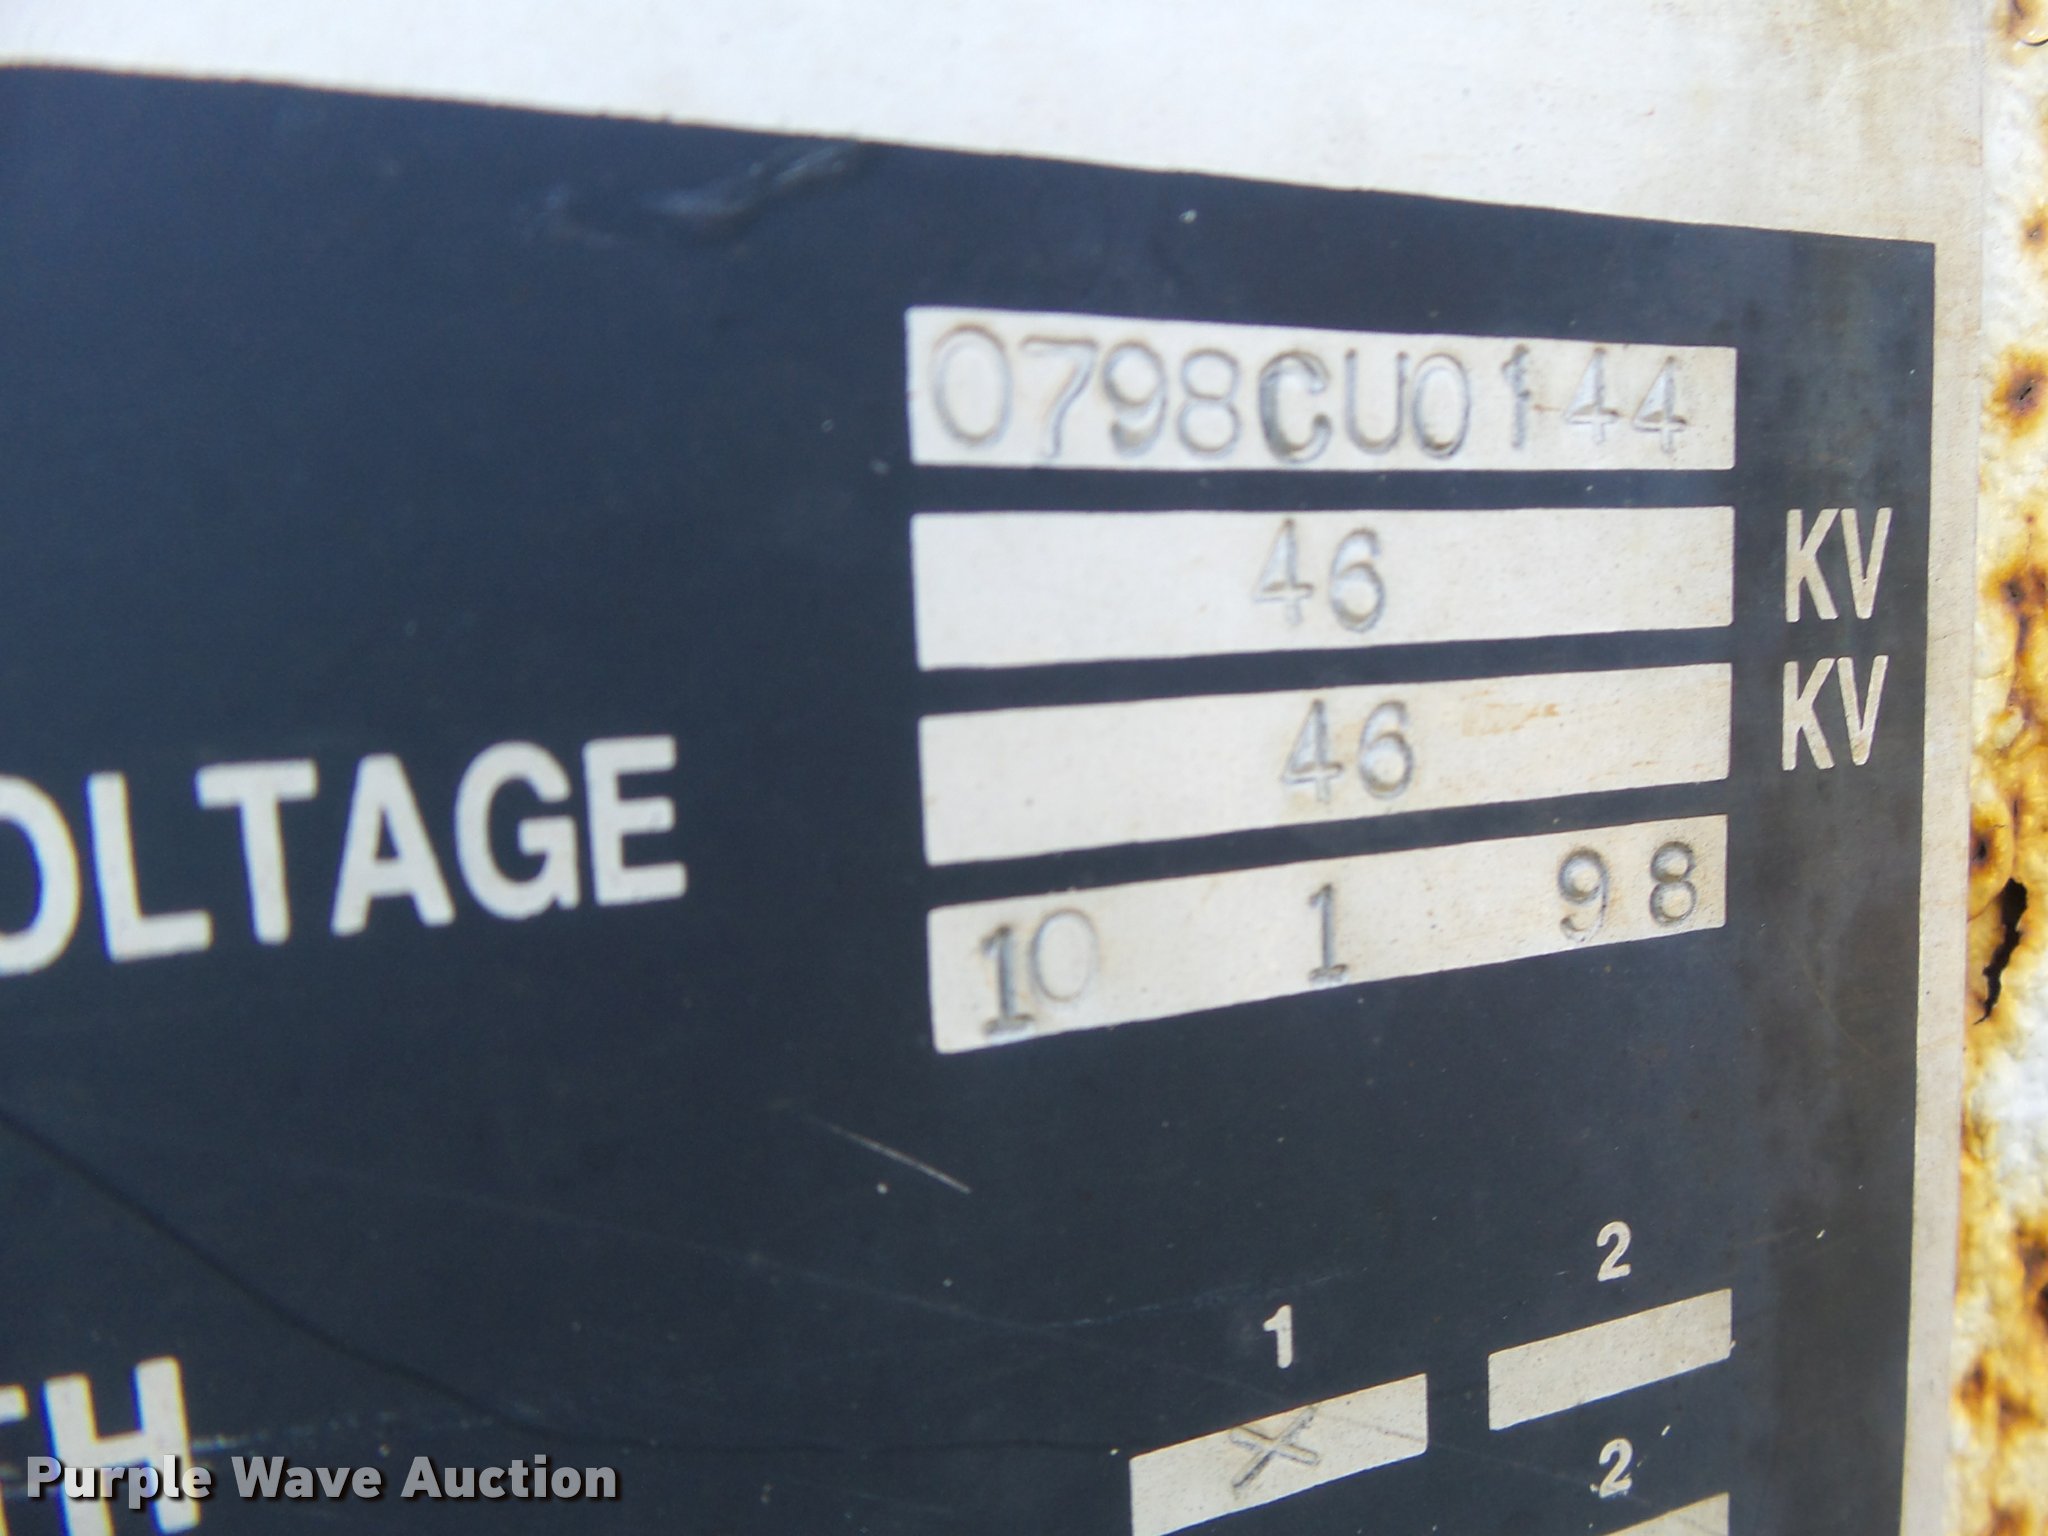 0798CU0144
46 KV
OLTAGE 46 KV
10 1 98
1 2
X
2
TH
Purple Wave Auction